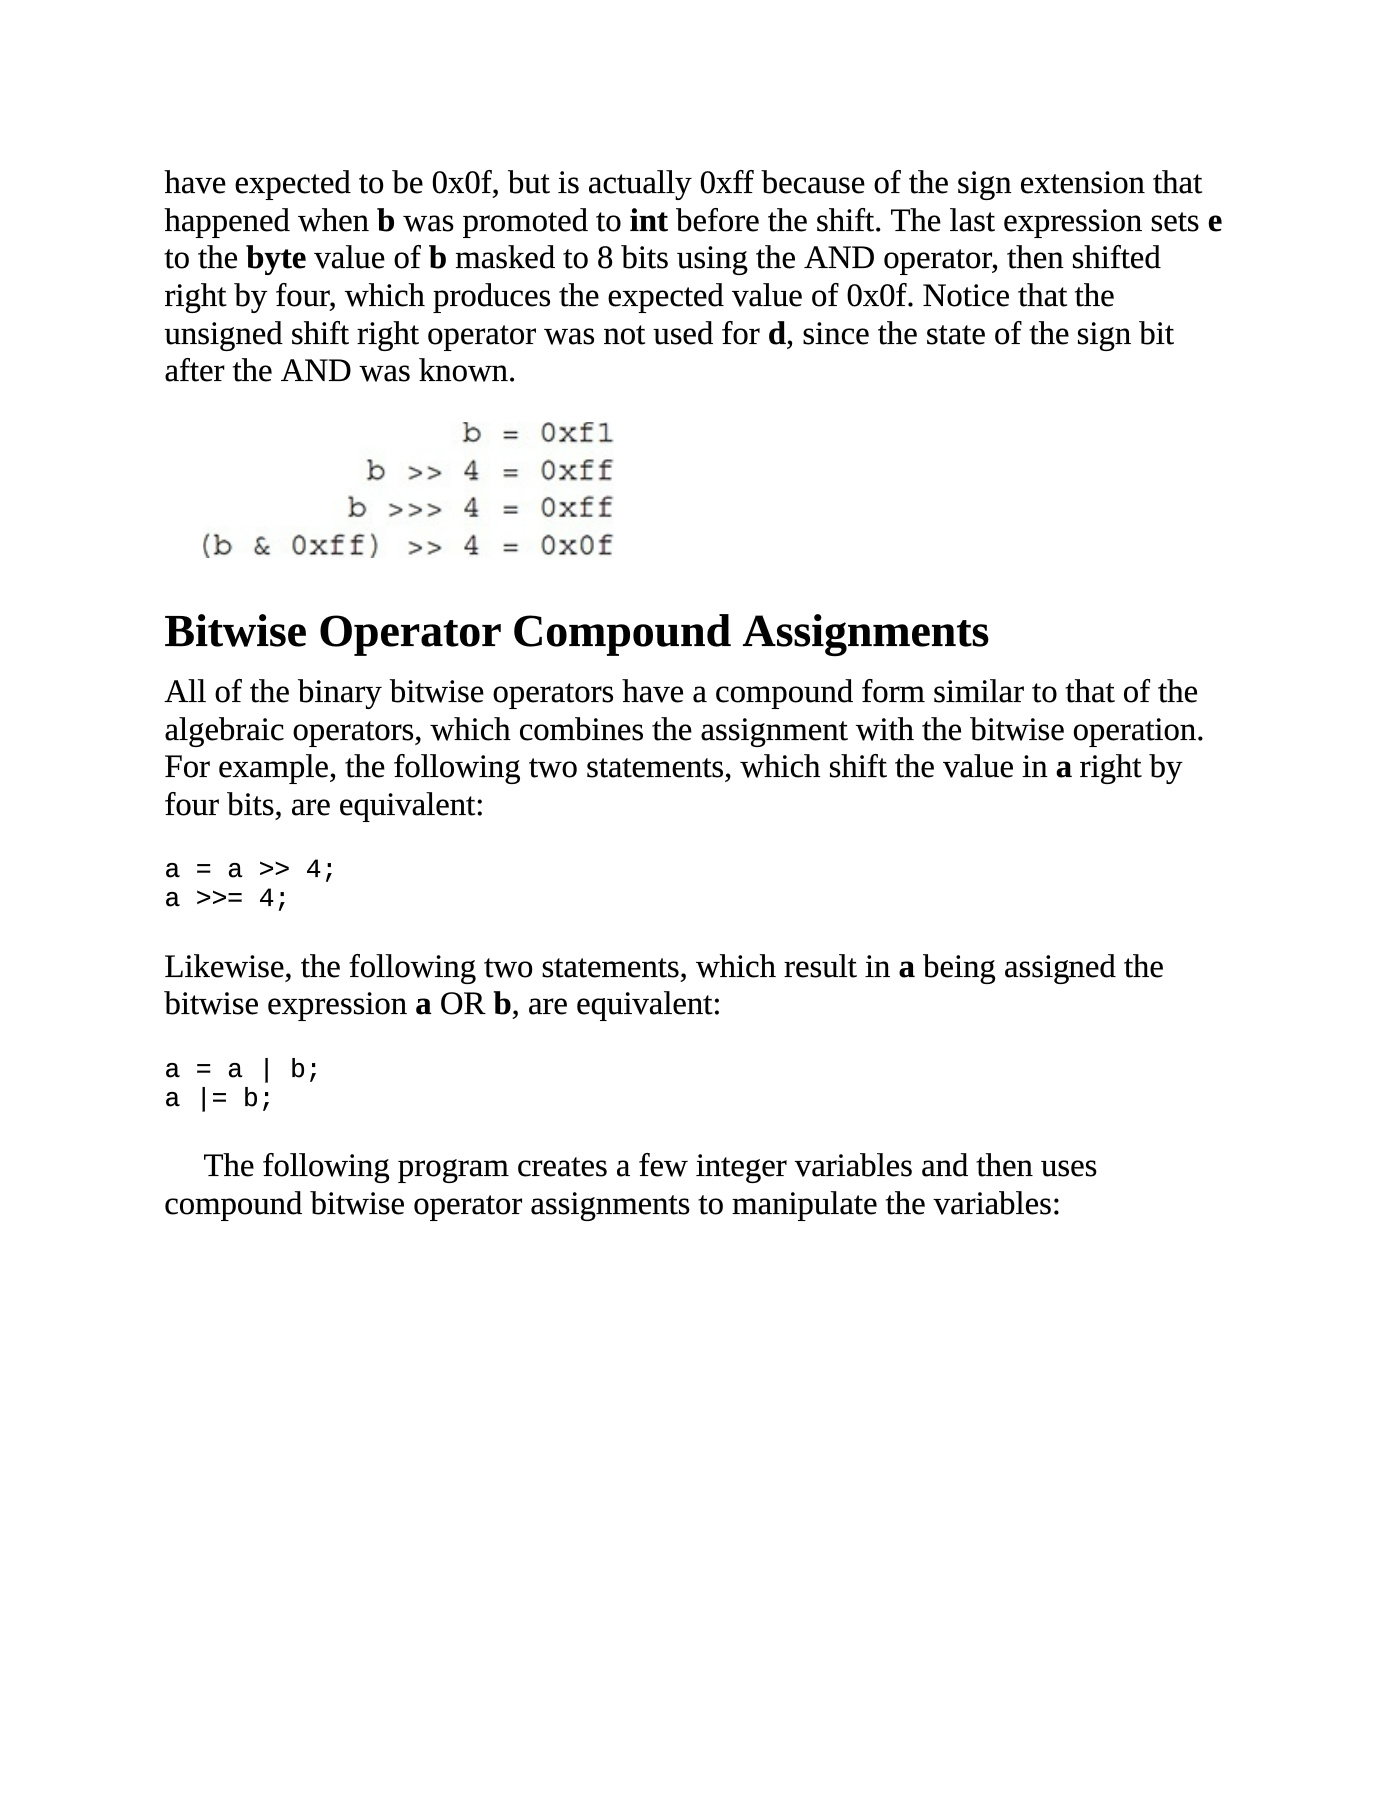 have expected to be 0x0f, but is actually 0xff because of the sign extension that
happened when b was promoted to int before the shift. The last expression sets e
to the byte value of b masked to 8 bits using the AND operator, then shifted
right by four, which produces the expected value of 0x0f. Notice that the
unsigned shift right operator was not used for d, since the state of the sign bit
after the AND was known.
b = 0xf1
b >> 4 = 0xff
b >>> 4 = 0xff
(b & 0xff) >> 4 = 0x0f
Bitwise Operator Compound Assignments
All of the binary bitwise operators have a compound form similar to that of the
algebraic operators, which combines the assignment with the bitwise operation.
For example, the following two statements, which shift the value in a right by
four bits, are equivalent:
a = a >> 4;
a >>= 4;
Likewise, the following two statements, which result in a being assigned the
bitwise expression a OR b, are equivalent:
a = a | b;
a |= b;
The following program creates a few integer variables and then uses
compound bitwise operator assignments to manipulate the variables: